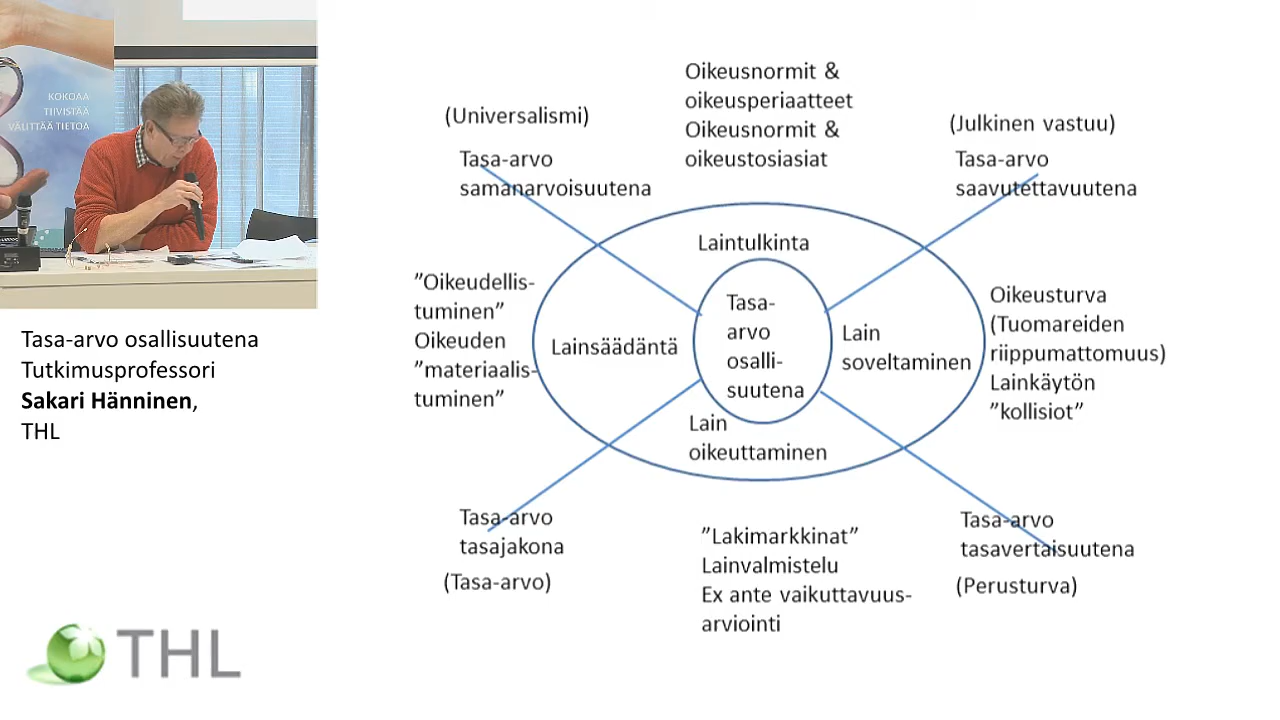 KOKOAA
TIIVISTÄÄ
VÄLITTÄÄ TIETOA
Tasa-arvo osallisuutena
Tutkimusprofessori
Sakari Hänninen,
THL
THL
(Universalismi)
Tasa-arvo
samanarvoisuutena
Oikeusnormit &
oikeusperiaatteet
Oikeusnormit &
oikeustosiasiat
(Julkinen vastuu)
Tasa-arvo
saavutettavuutena
Laintulkinta
”Oikeudellis-
tuminen”
Oikeuden
”materiaalis-
tuminen”
Lainsäädäntä
Tasa-
arvo
osalli-
suutena
Lain
soveltaminen
Oikeusturva
(Tuomareiden
riippumattomuus)
Lainkäytön
”kollisiot”
Lain
oikeuttaminen
Tasa-arvo
tasajakona
(Tasa-arvo)
”Lakimarkkinat”
Lainvalmistelu
Ex ante vaikuttavuus-
arviointi
Tasa-arvo
tasavertaisuutena
(Perusturva)